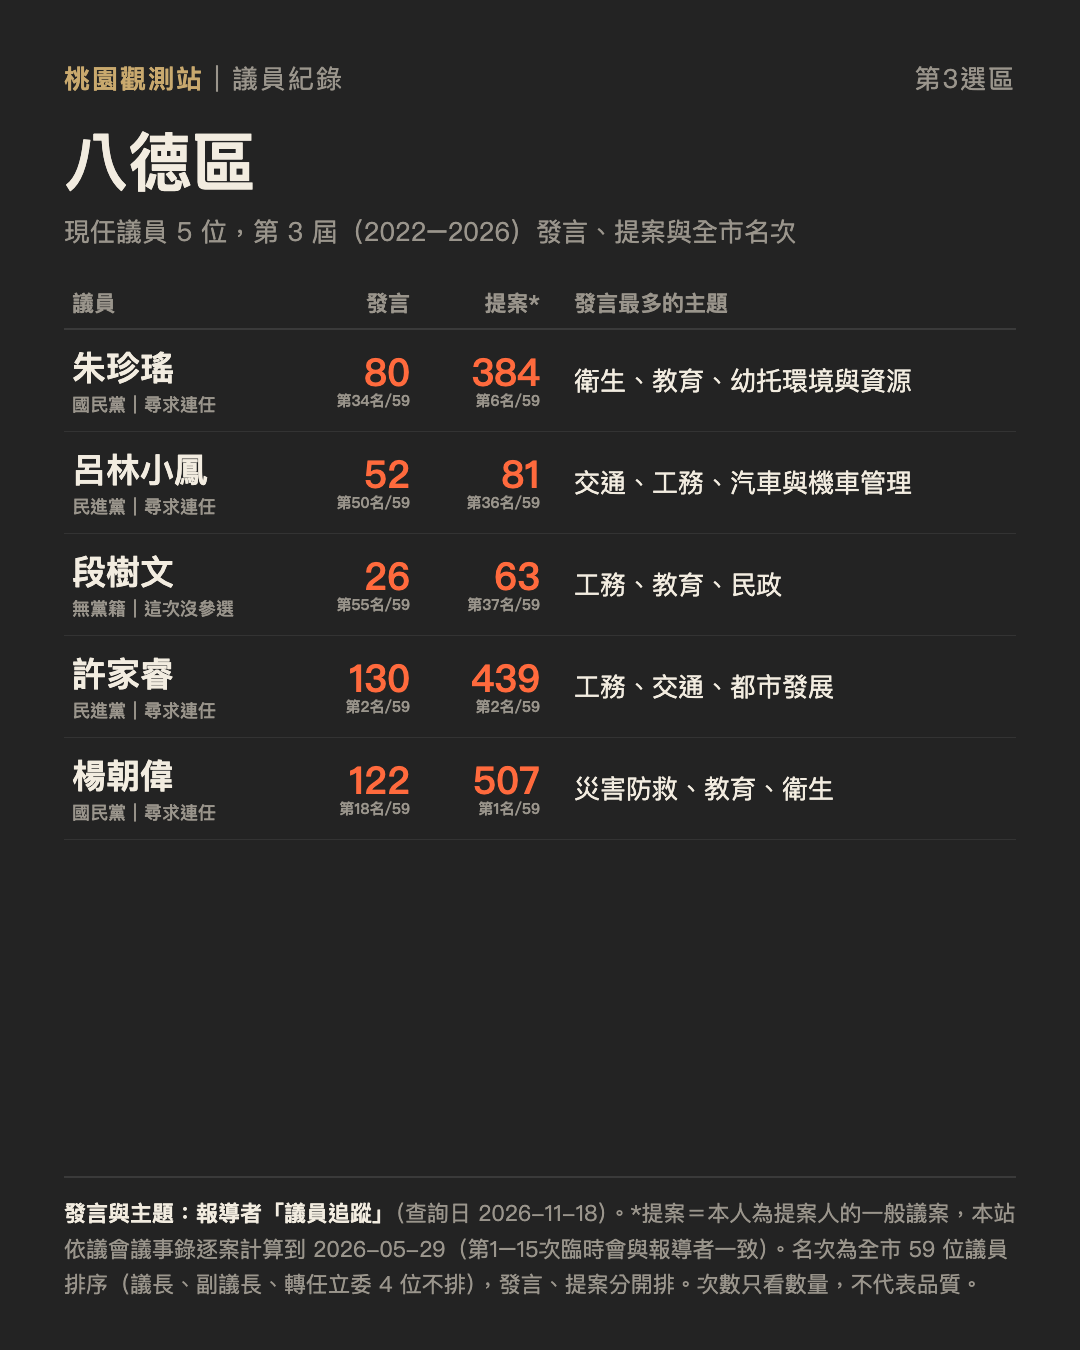 桃園觀測站｜議員紀錄
第3選區
八德區
現任議員 5 位，第 3 屆（2022—2026）發言、提案與全市名次
議員 發言 提案* 發言最多的主題
朱珍瑤 80 384 衛生、教育、幼托環境與資源
國民黨｜尋求連任 第34名/59 第6名/59
呂林小鳳 52 81 交通、工務、汽車與機車管理
民進黨｜尋求連任 第50名/59 第36名/59
段樹文 26 63 工務、教育、民政
無黨籍｜這次沒參選 第55名/59 第37名/59
許家睿 130 439 工務、交通、都市發展
民進黨｜尋求連任 第2名/59 第2名/59
楊朝偉 122 507 災害防救、教育、衛生
國民黨｜尋求連任 第18名/59 第1名/59
發言與主題：報導者「議員追蹤」（查詢日 2026-11-18）。*提案＝本人為提案人的一般議案，本站
依議會議事錄逐案計算到 2026-05-29（第1—15次臨時會與報導者一致）。名次為全市 59 位議員
排序（議長、副議長、轉任立委 4 位不排），發言、提案分開排。次數只看數量，不代表品質。